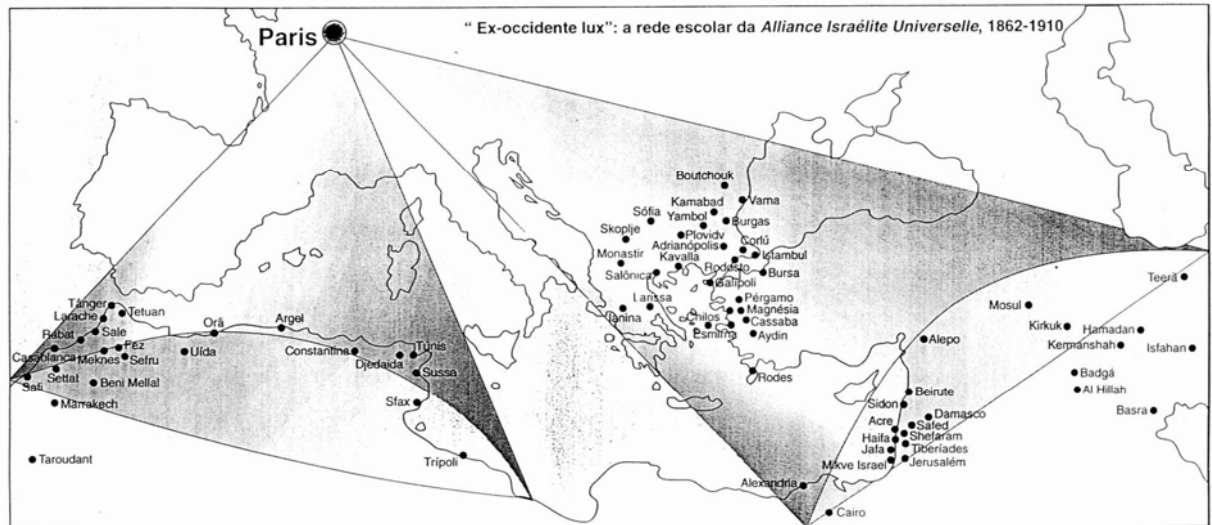 “ Ex-occidente lux”: a rede escolar da Alliance Israélite Universelle, 1862-1910
Paris
Boutchouk
Varna
Kamabad
Sófia
Yambol
Burgas
Skoplje
Plovidv
Adrianópolis
Corlú
Monastir
Kavalla
Istambul
Rodosto
Salônica
Bursa
Galípoli
Teerã
Tânger
Larache
Tetuan
Larissa
Pérgamo
Mosul
Janina
Magnésia
Chilos
Cassaba
Argel
Orã
Rabat
Sale
Esmirna
Aydin
Kirkuk
Hamadan
Alepo
Kermanshah
Isfahan
Casablanca
Fez
Meknes
Sefru
Uída
Constantina
Túnis
Djedaida
Settat
Safi
Beni Mellal
Sussa
Rodes
Badgá
Al Hillah
Marrakech
Sfax
Beirute
Sidon
Basra
Damasco
Acre
Safed
Haifa
Shefaram
Jafa
Tiberíades
Taroudant
Trípoli
Mikve Israel
Jerusalém
Alexandria
Cairo